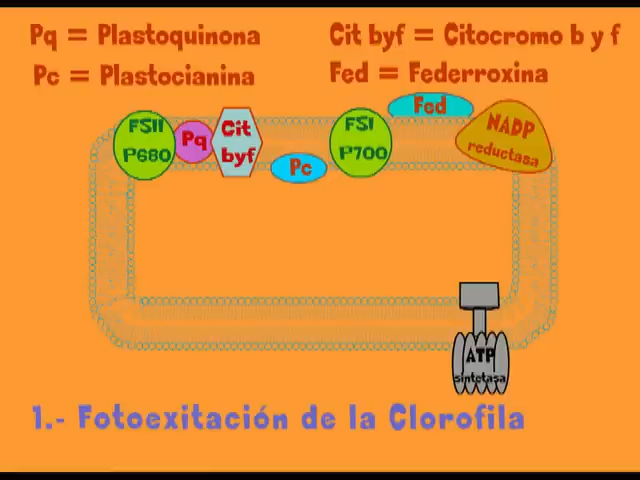 Pq = Plastoquinona
Cit byf = Citocromo b y f
Pc = Plastocianina
Fed = Federroxina
FSII
P680
Pq
Cit
byf
Pc
FSI
P700
Fed
NADP
reductasa
ATP
sintetasa
1.- Fotoexitación de la Clorofila